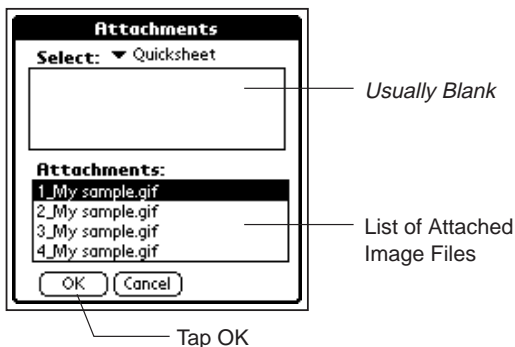 Attachments
Select: Quicksheet
Usually Blank
Attachments:
1_My sample.gif
2_My sample.gif
3_My sample.gif
4_My sample.gif
List of Attached
Image Files
OK Cancel
Tap OK